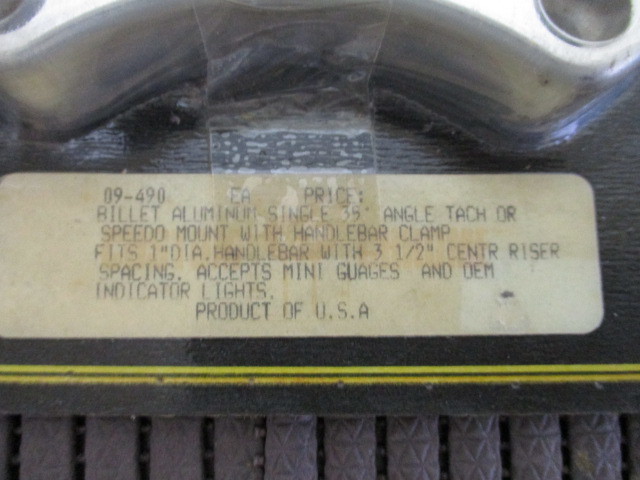 09-490 EA PRICE:
BILLET ALUMINUM SINGLE 35° ANGLE TACH OR
SPEEDO MOUNT WITH HANDLEBAR CLAMP
FITS 1"DIA.HANDLEBAR WITH 3 1/2" CENTR RISER
SPACING. ACCEPTS MINI GUAGES AND OEM
INDICATOR LIGHTS.
PRODUCT OF U.S.A